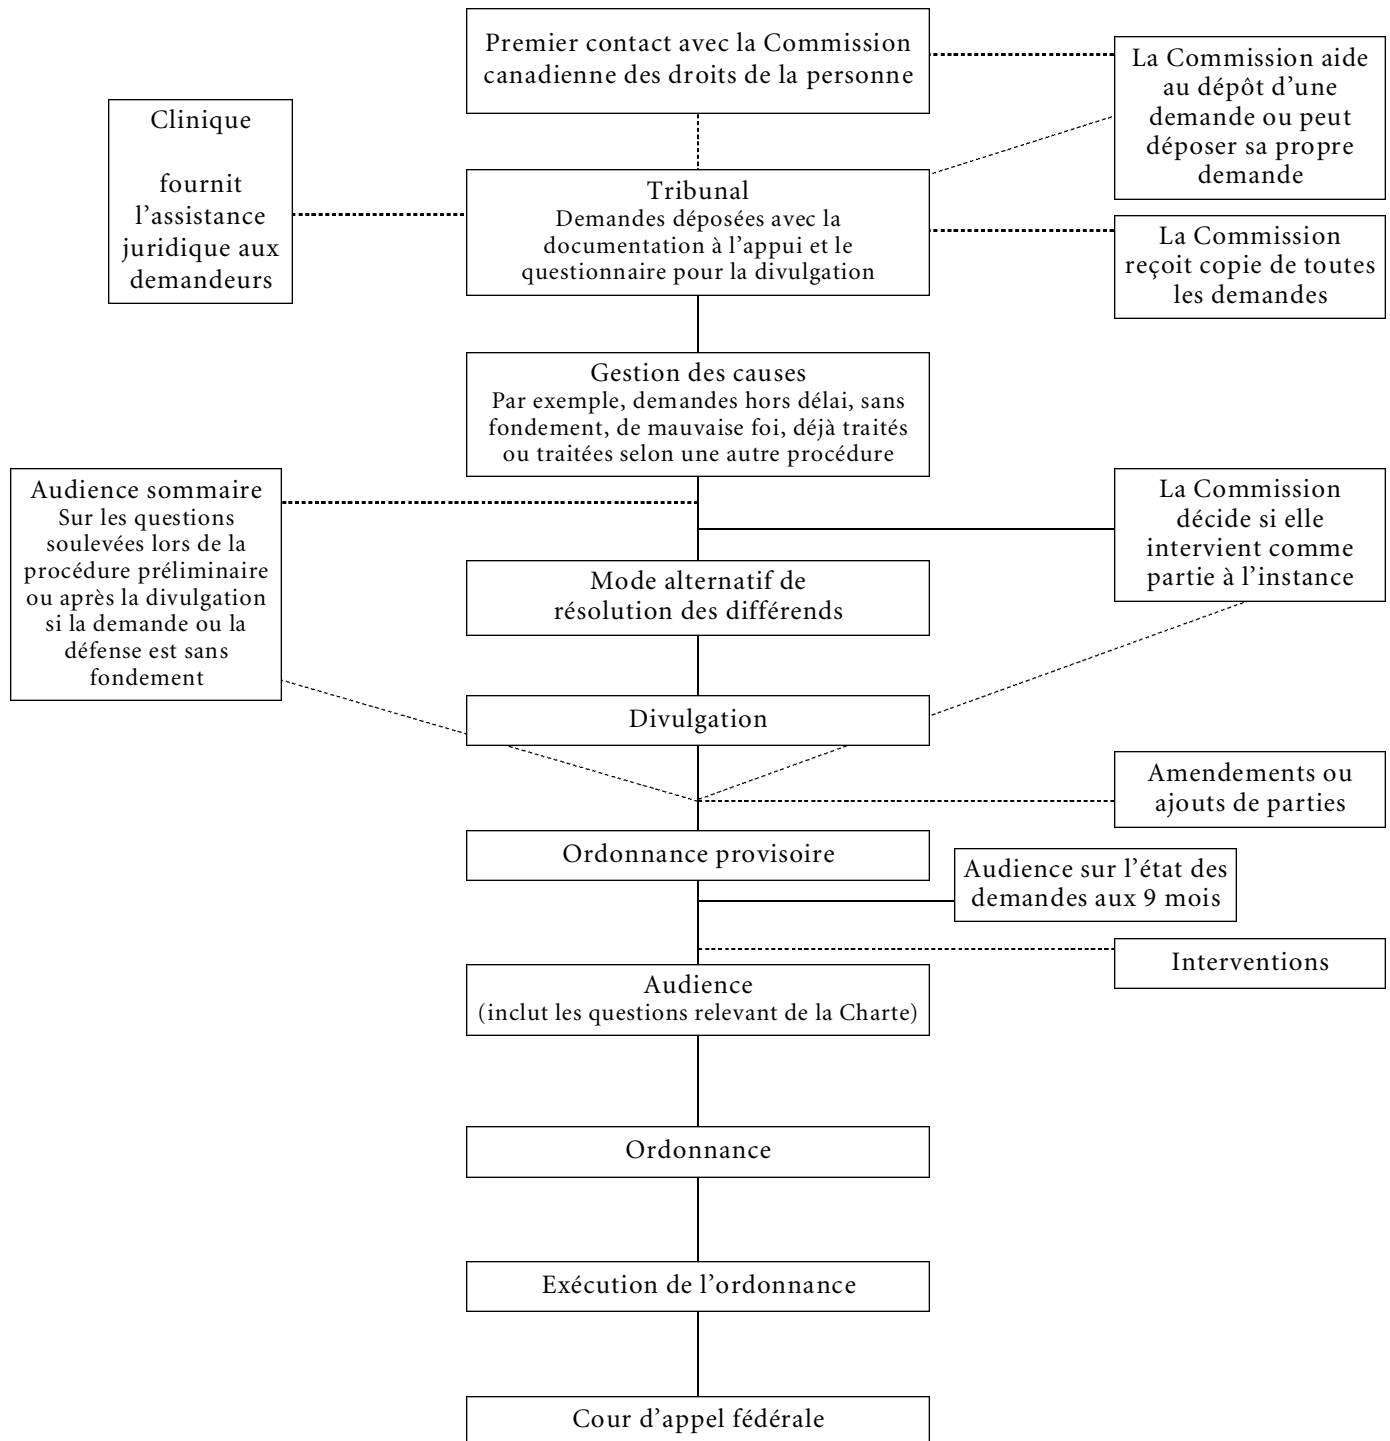 Premier contact avec la Commission
canadienne des droits de la personne
La Commission aide
au dépôt d’une
demande ou peut
déposer sa propre
demande
Clinique
fournit
l’assistance
juridique aux
demandeurs
Tribunal
Demandes déposées avec la
documentation à l’appui et le
questionnaire pour la divulgation
La Commission
reçoit copie de toutes
les demandes
Gestion des causes
Par exemple, demandes hors délai, sans
fondement, de mauvaise foi, déjà traités
ou traitées selon une autre procédure
Audience sommaire
Sur les questions
soulevées lors de la
procédure préliminaire
ou après la divulgation
si la demande ou la
défense est sans
fondement
La Commission
décide si elle
intervient comme
partie à l’instance
Mode alternatif de
résolution des différends
Divulgation
Amendements ou
ajouts de parties
Ordonnance provisoire
Audience sur l’état des
demandes aux 9 mois
Interventions
Audience
(inclut les questions relevant de la Charte)
Ordonnance
Exécution de l’ordonnance
Cour d’appel fédérale